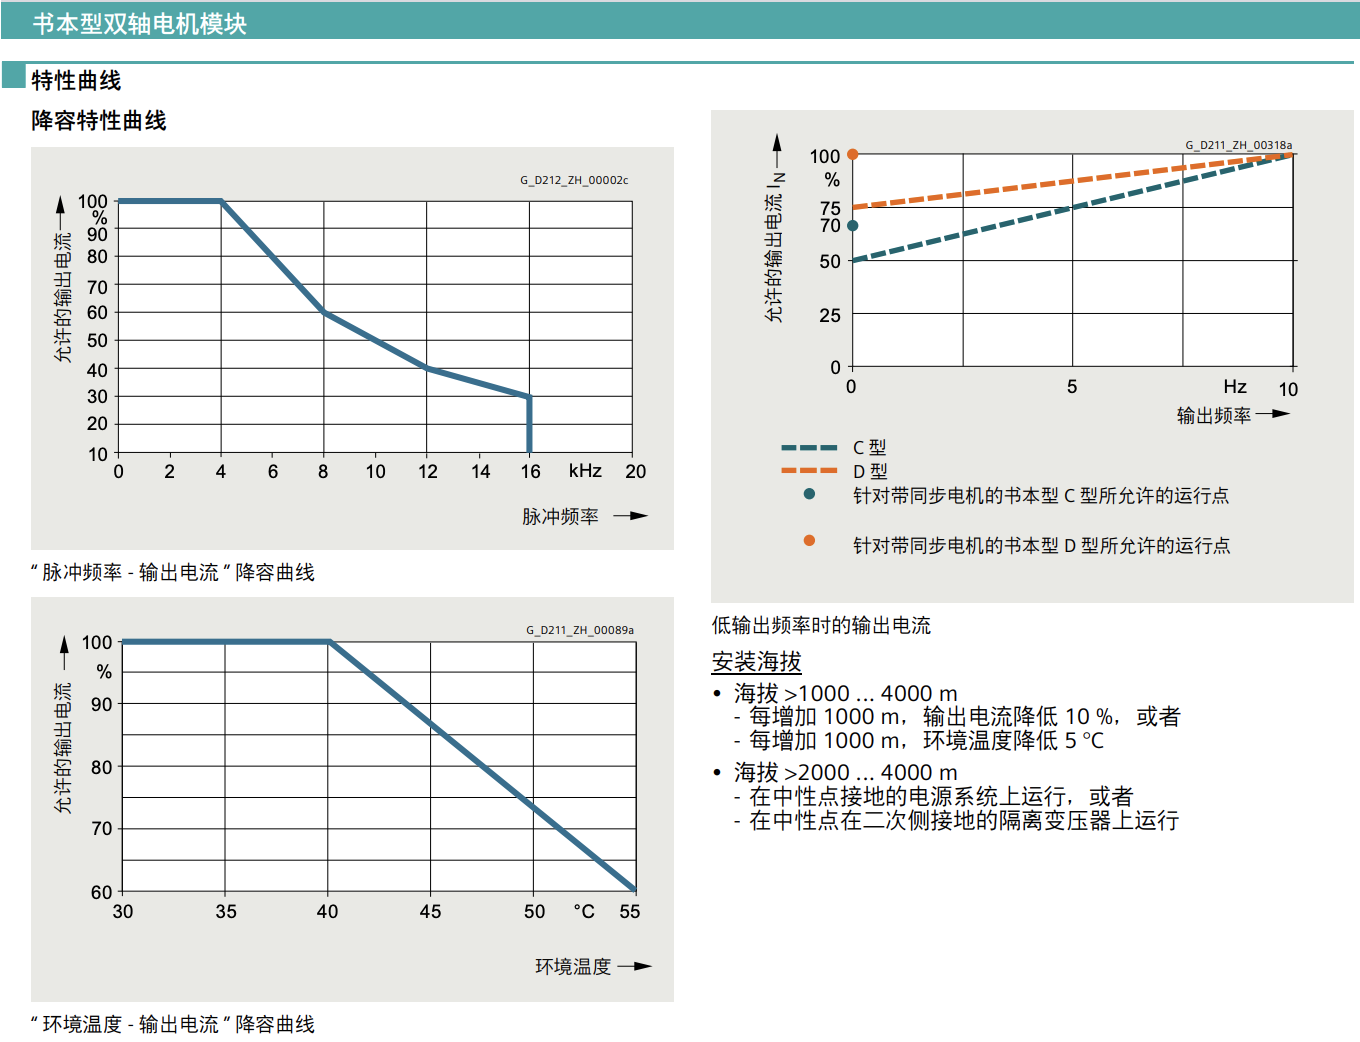 书本型双轴电机模块
特性曲线
降容特性曲线
G_D212_ZH_00002c
允许的输出电流
100
%
90
80
70
60
50
40
30
20
10
0 2 4 6 8 10 12 14 16 kHz 20
脉冲频率
“ 脉冲频率 - 输出电流 ” 降容曲线
G_D211_ZH_00089a
允许的输出电流
100
%
90
80
70
60
30 35 40 45 50 °C 55
环境温度
“ 环境温度 - 输出电流 ” 降容曲线
G_D211_ZH_00318a
允许的输出电流 IN
100
%
75
70
50
25
0
0 5 Hz 10
输出频率
C 型
D 型
针对带同步电机的书本型 C 型所允许的运行点
针对带同步电机的书本型 D 型所允许的运行点
低输出频率时的输出电流
安装海拔
• 海拔 >1000 ... 4000 m
- 每增加 1000 m，输出电流降低 10 %，或者
- 每增加 1000 m，环境温度降低 5 °C
• 海拔 >2000 ... 4000 m
- 在中性点接地的电源系统上运行，或者
- 在中性点在二次侧接地的隔离变压器上运行